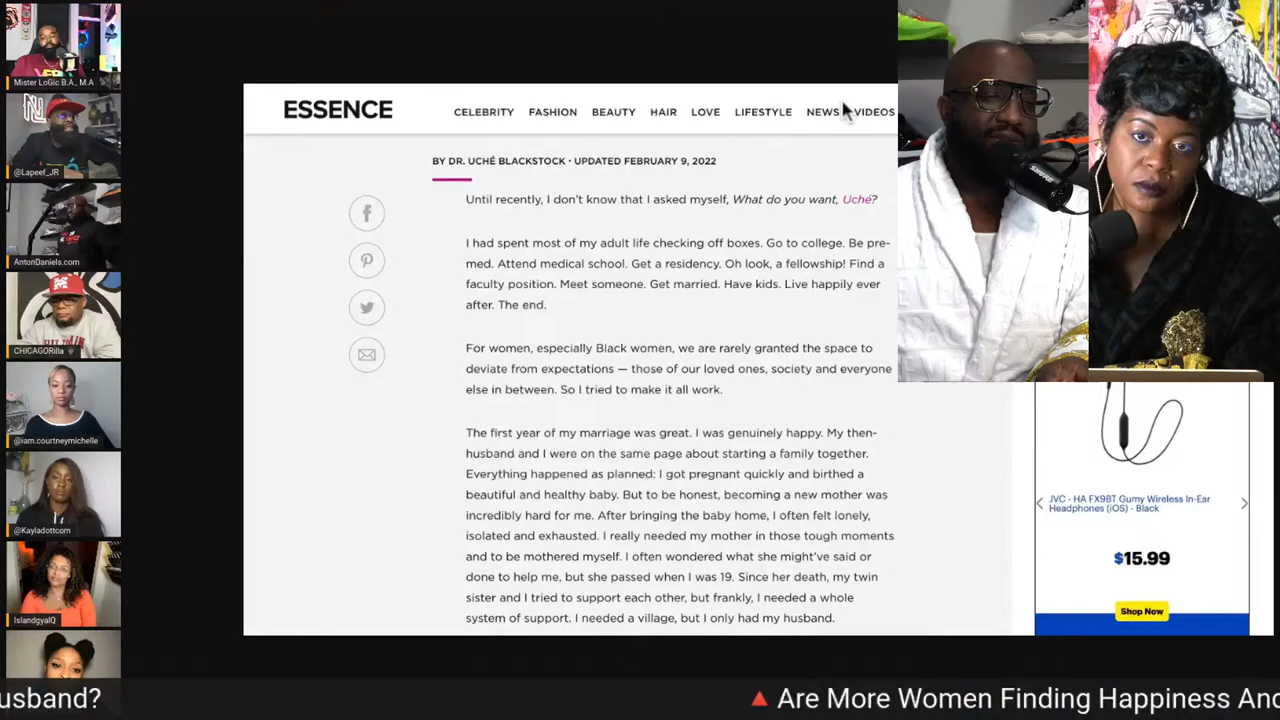 Mister LoGic B.A., M.A
@Lapeef_JR
AntonDaniels.com
CHICAGORilla
@iam.courtneymichelle
@Kayladottcom
IslandgyalQ
ESSENCE
CELEBRITY FASHION BEAUTY HAIR LOVE LIFESTYLE NEWS VIDEOS
BY DR. UCHÉ BLACKSTOCK · UPDATED FEBRUARY 9, 2022
Until recently, I don't know that I asked myself, What do you want, Uché?
I had spent most of my adult life checking off boxes. Go to college. Be pre-
med. Attend medical school. Get a residency. Oh look, a fellowship! Find a
faculty position. Meet someone. Get married. Have kids. Live happily ever
after. The end.
For women, especially Black women, we are rarely granted the space to
deviate from expectations — those of our loved ones, society and everyone
else in between. So I tried to make it all work.
The first year of my marriage was great. I was genuinely happy. My then-
husband and I were on the same page about starting a family together.
Everything happened as planned: I got pregnant quickly and birthed a
beautiful and healthy baby. But to be honest, becoming a new mother was
incredibly hard for me. After bringing the baby home, I often felt lonely,
isolated and exhausted. I really needed my mother in those tough moments
and to be mothered myself. I often wondered what she might've said or
done to help me, but she passed when I was 19. Since her death, my twin
sister and I tried to support each other, but frankly, I needed a whole
system of support. I needed a village, but I only had my husband.
SHURE
JVC - HA FX9BT Gumy Wireless In-Ear
Headphones (iOS) - Black
$15.99
Shop Now
usband? 🔺 Are More Women Finding Happiness And